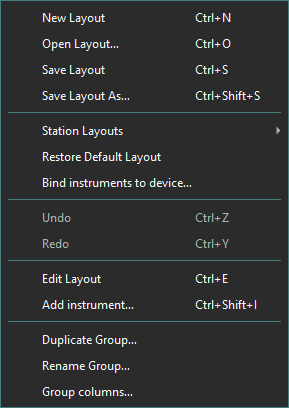 New Layout Ctrl+N
Open Layout... Ctrl+O
Save Layout Ctrl+S
Save Layout As... Ctrl+Shift+S
Station Layouts
Restore Default Layout
Bind instruments to device...
Undo Ctrl+Z
Redo Ctrl+Y
Edit Layout Ctrl+E
Add instrument... Ctrl+Shift+I
Duplicate Group...
Rename Group...
Group columns...